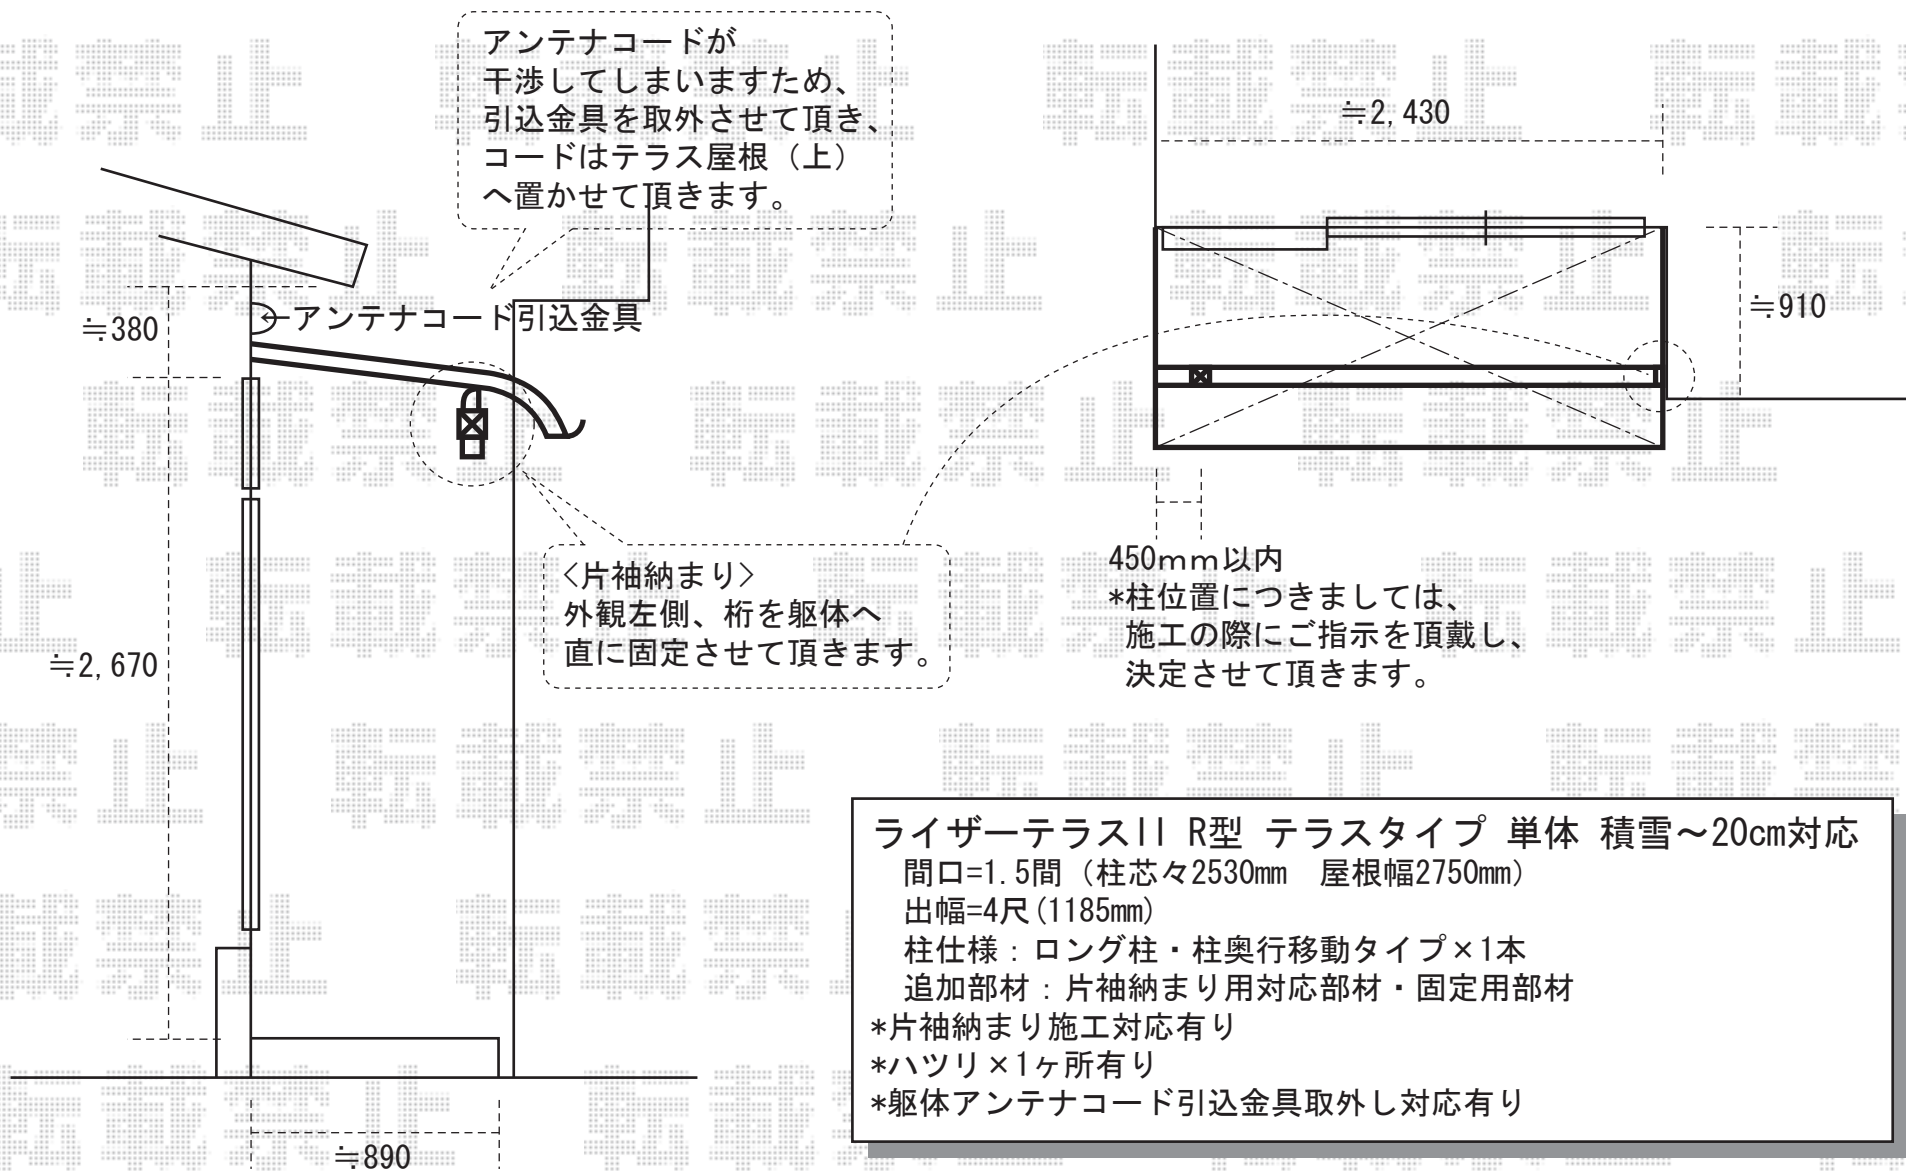 アンテナコードが
干渉してしまいますため、
引込金具を取外させて頂き、
コードはテラス屋根（上）
へ置かせて頂きます。
≒2,430
≒910
≒380
←アンテナコード引込金具
<片袖納まり>
外観左側、桁を躯体へ
直に固定させて頂きます。
450mm以内
*柱位置につきましては、
施工の際にご指示を頂戴し、
決定させて頂きます。
≒2,670
≒890
ライザーテラスII R型 テラスタイプ 単体 積雪～20cm対応
間口=1.5間（柱芯々2530mm 屋根幅2750mm）
出幅=4尺(1185mm)
柱仕様：ロング柱・柱奥行移動タイプ×1本
追加部材：片袖納まり用対応部材・固定用部材
*片袖納まり施工対応有り
*ハツリ×1ヶ所有り
*躯体アンテナコード引込金具取外し対応有り
転載禁止